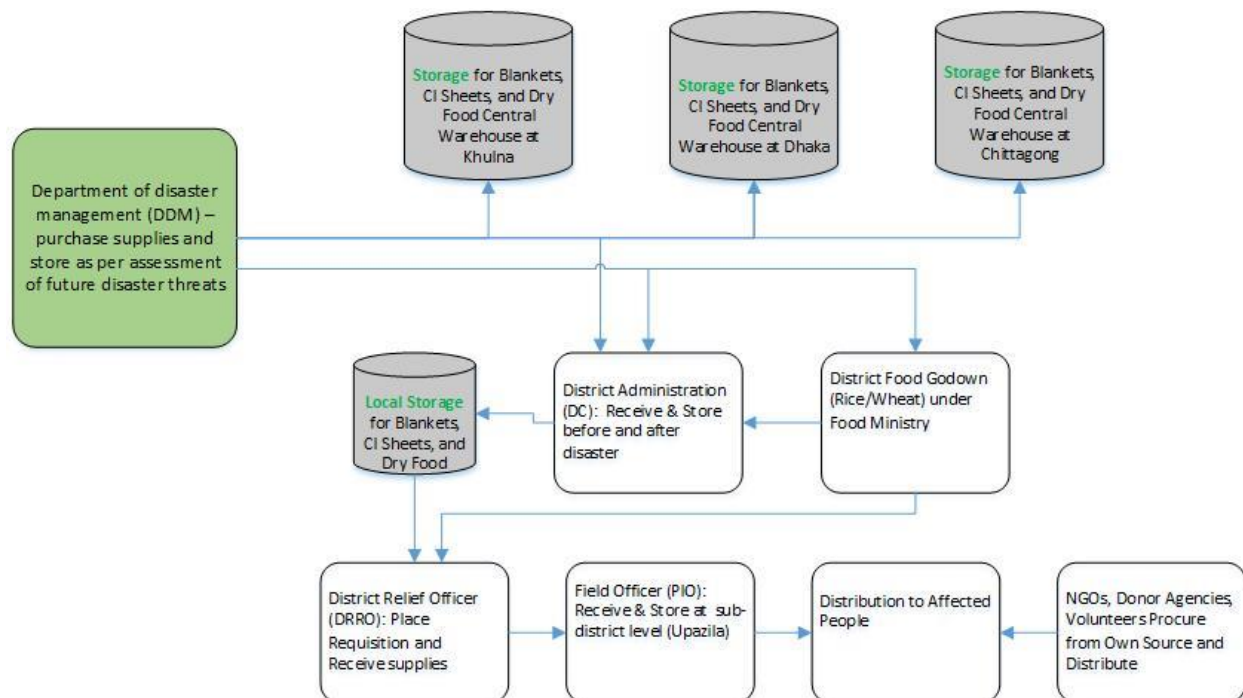 Storage for Blankets,
CI Sheets, and Dry
Food Central
Warehouse at
Khulna
Storage for Blankets,
CI Sheets, and Dry
Food Central
Warehouse at Dhaka
Storage for Blankets,
CI Sheets, and Dry
Food Central
Warehouse at
Chittagong
Department of disaster
management (DDM) –
purchase supplies and
store as per assessment
of future disaster threats
Local Storage
for Blankets,
CI Sheets, and
Dry Food
District Administration
(DC): Receive & Store
before and after
disaster
District Food Godown
(Rice/Wheat) under
Food Ministry
District Relief Officer
(DRRO): Place
Requisition and
Receive supplies
Field Officer (PIO):
Receive & Store at sub-
district level (Upazila)
Distribution to Affected
People
NGOs, Donor Agencies,
Volunteers Procure
from Own Source and
Distribute